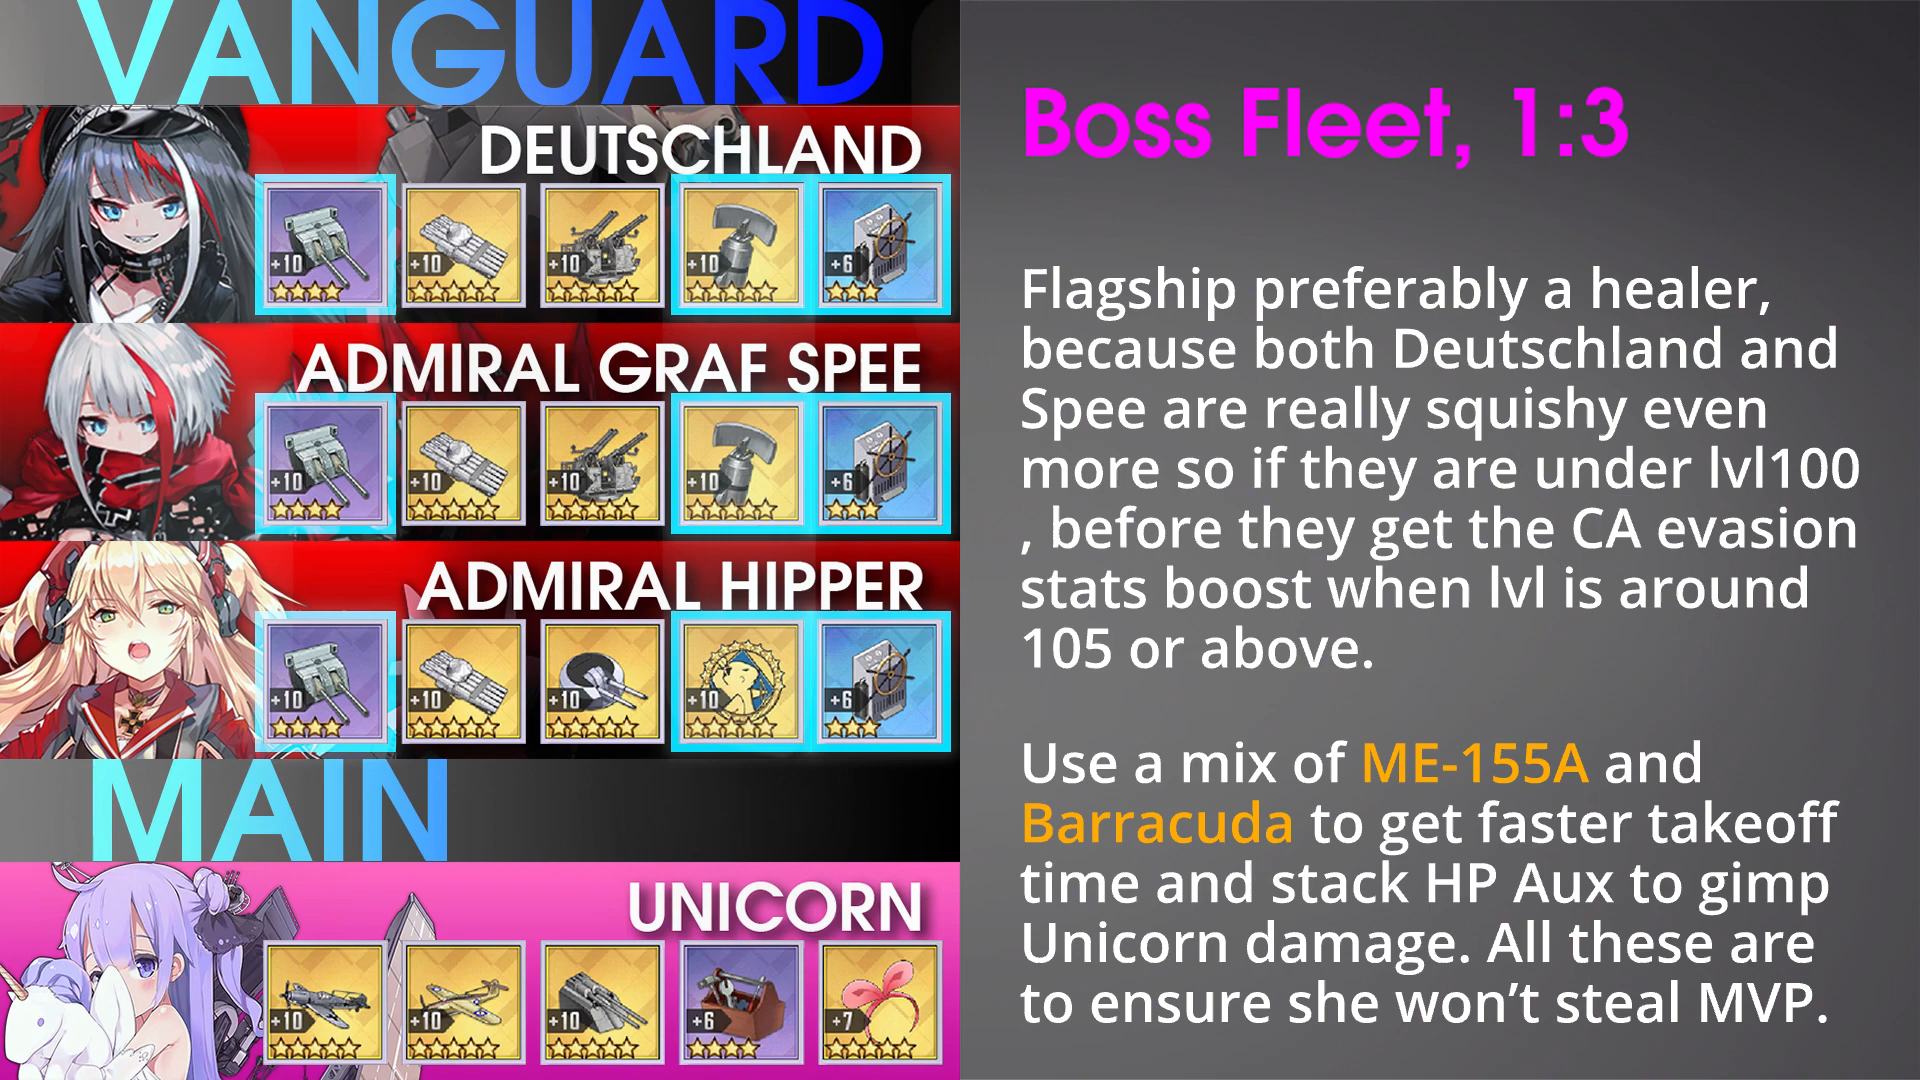 VANGUARD
DEUTSCHLAND
+10 +10 +10 +10 +6
ADMIRAL GRAF SPEE
+10 +10 +10 +10 +6
ADMIRAL HIPPER
+10 +10 +10 +10 +6
MAIN
UNICORN
+10 +10 +10 +6 +7
Boss Fleet, 1:3
Flagship preferably a healer,
because both Deutschland and
Spee are really squishy even
more so if they are under lvl100
, before they get the CA evasion
stats boost when lvl is around
105 or above.
Use a mix of ME-155A and
Barracuda to get faster takeoff
time and stack HP Aux to gimp
Unicorn damage. All these are
to ensure she won’t steal MVP.